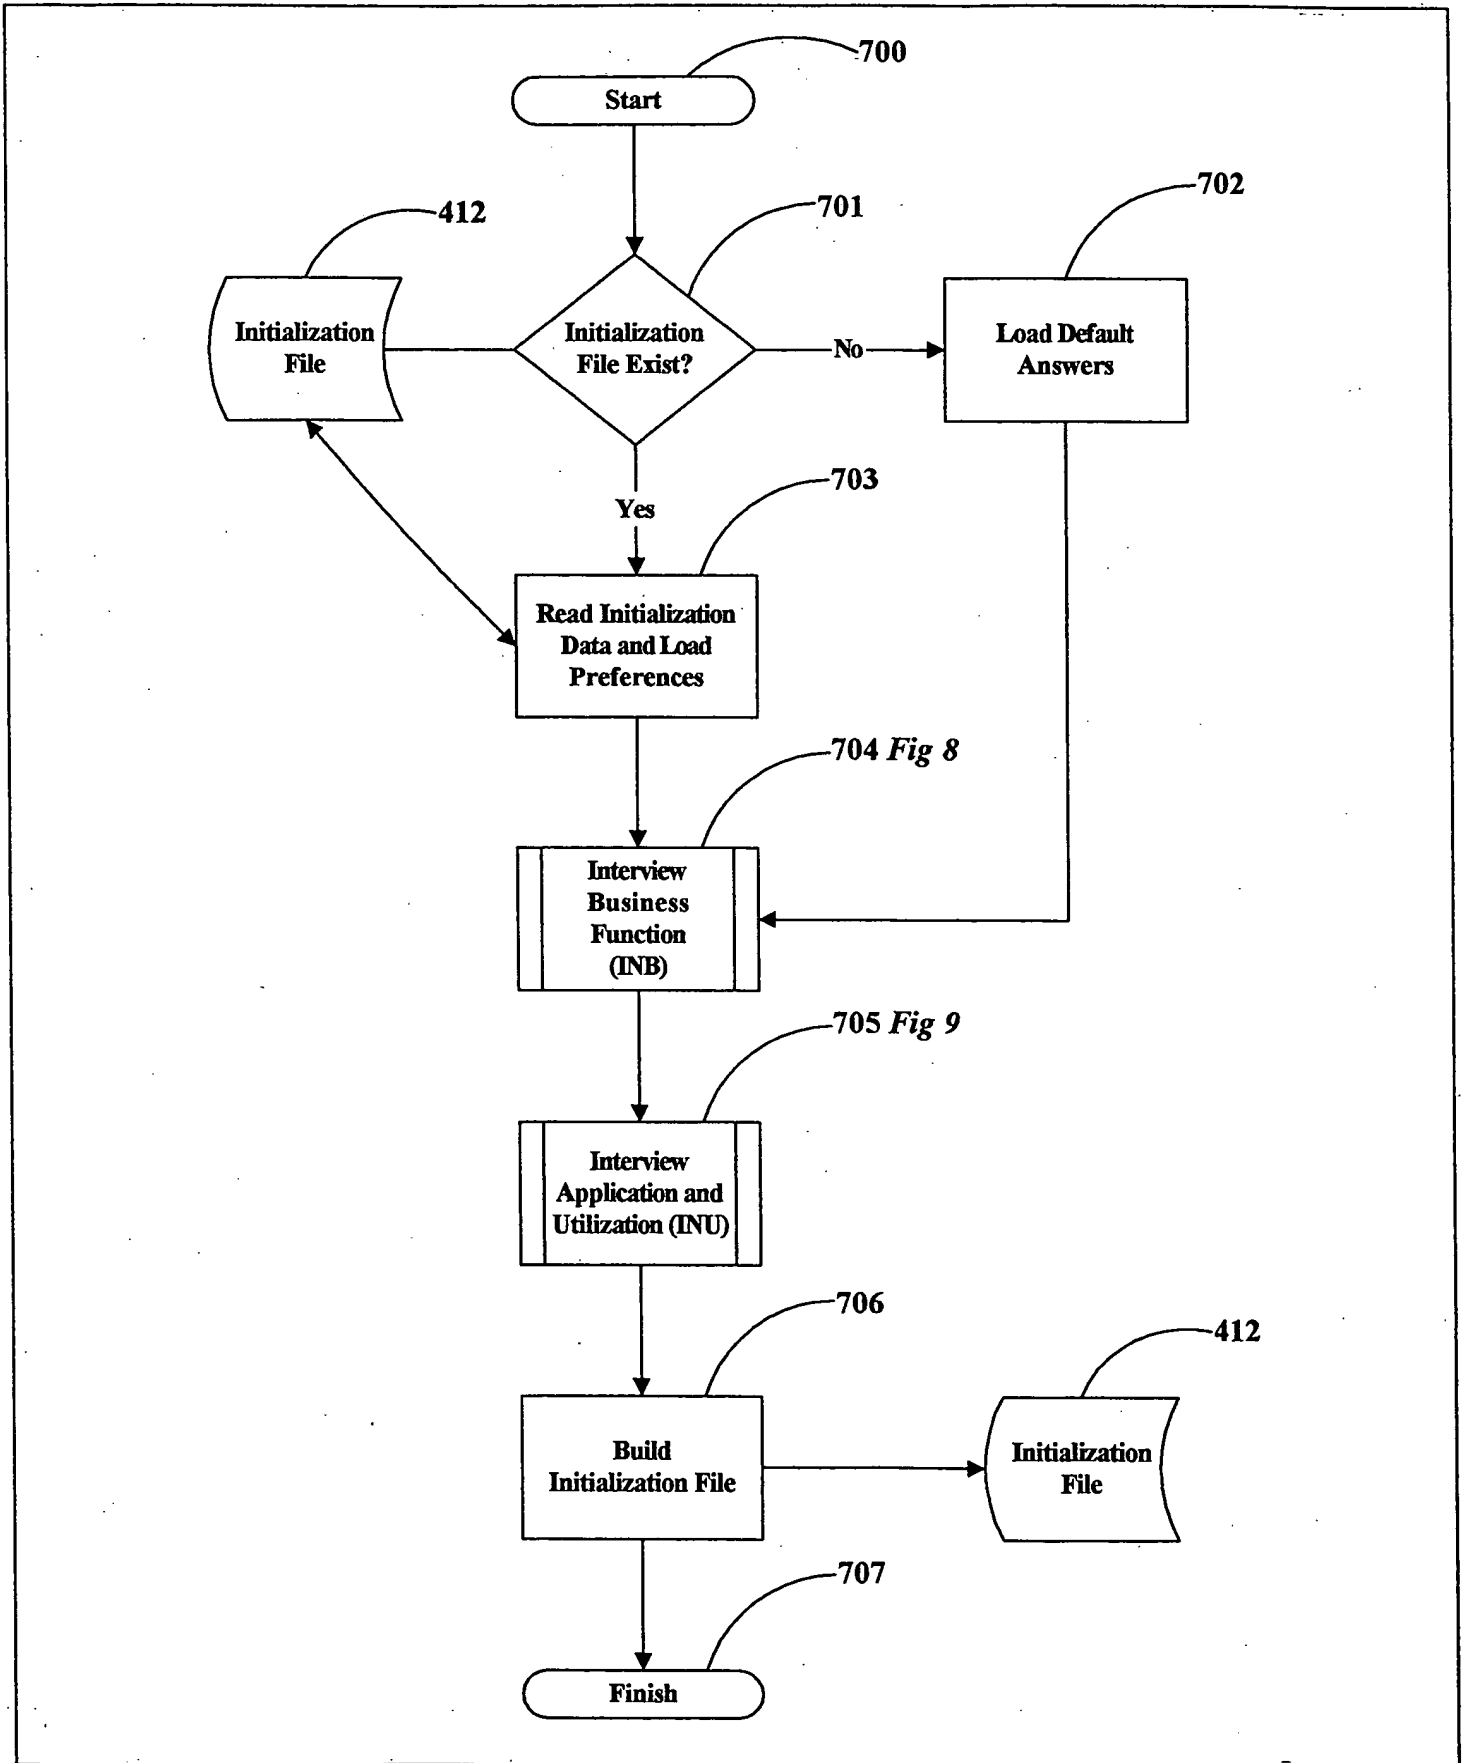 700
Start
702
701
412
Initialization
File
Initialization
File Exist?
No
Load Default
Answers
703
Yes
Read Initialization
Data and Load
Preferences
704 Fig 8
Interview
Business
Function
(INB)
705 Fig 9
Interview
Application and
Utilization (INU)
706
412
Build
Initialization File
Initialization
File
707
Finish